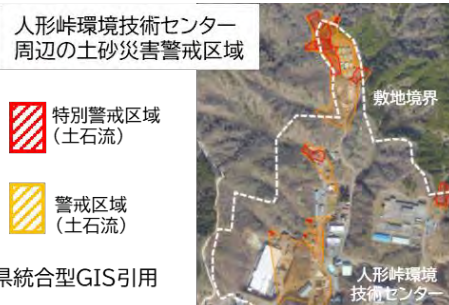 人形峠環境技術センター
周辺の土砂災害警戒区域
特別警戒区域
(土石流)
警戒区域
(土石流)
県統合型GIS引用
敷地境界
人形峠環境
技術センター